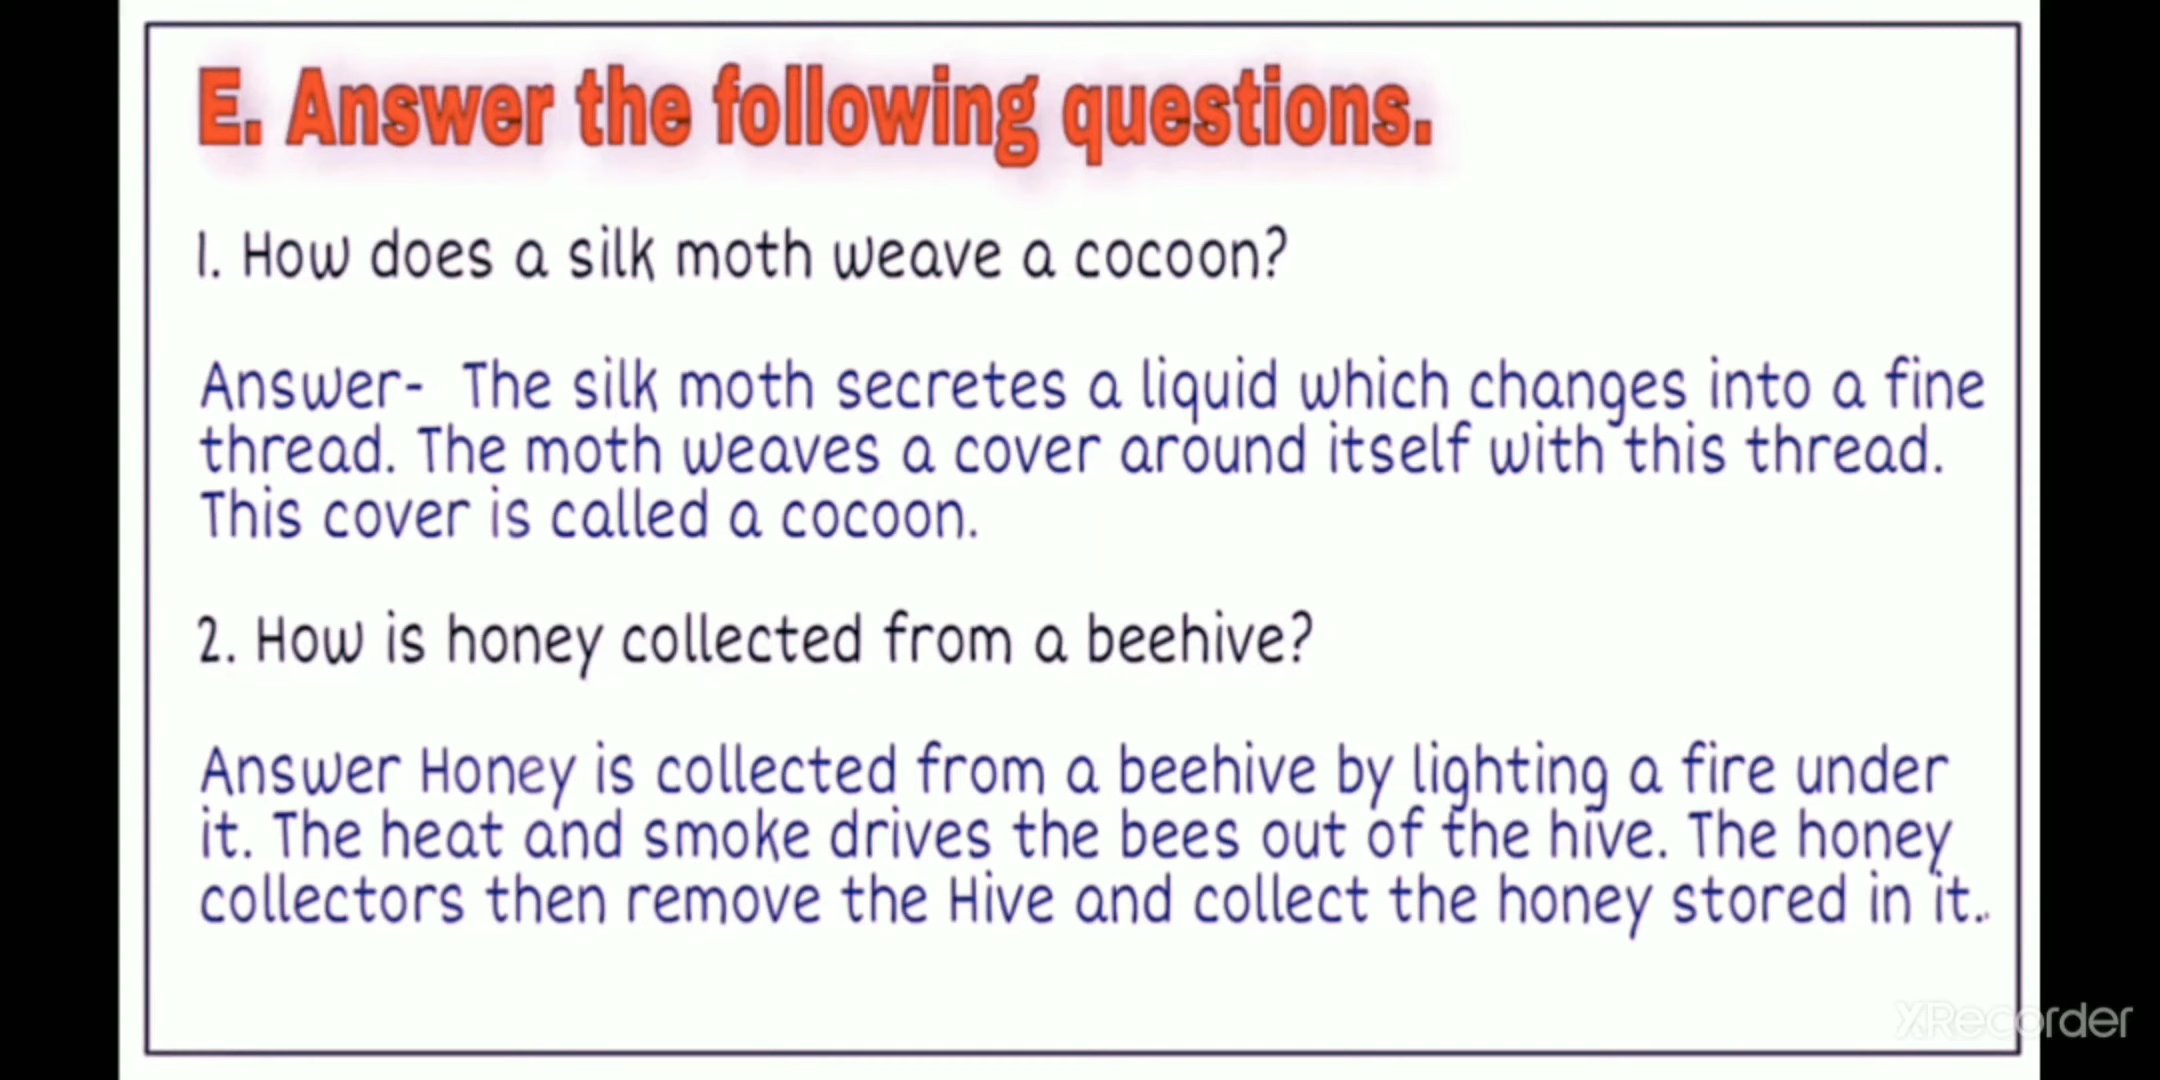 E. Answer the following questions.
1. How does a silk moth weave a cocoon?
Answer- The silk moth secretes a liquid which changes into a fine
thread. The moth weaves a cover around itself with this thread.
This cover is called a cocoon.
2. How is honey collected from a beehive?
Answer Honey is collected from a beehive by lighting a fire under
it. The heat and smoke drives the bees out of the hive. The honey
collectors then remove the Hive and collect the honey stored in it..
XRecorder